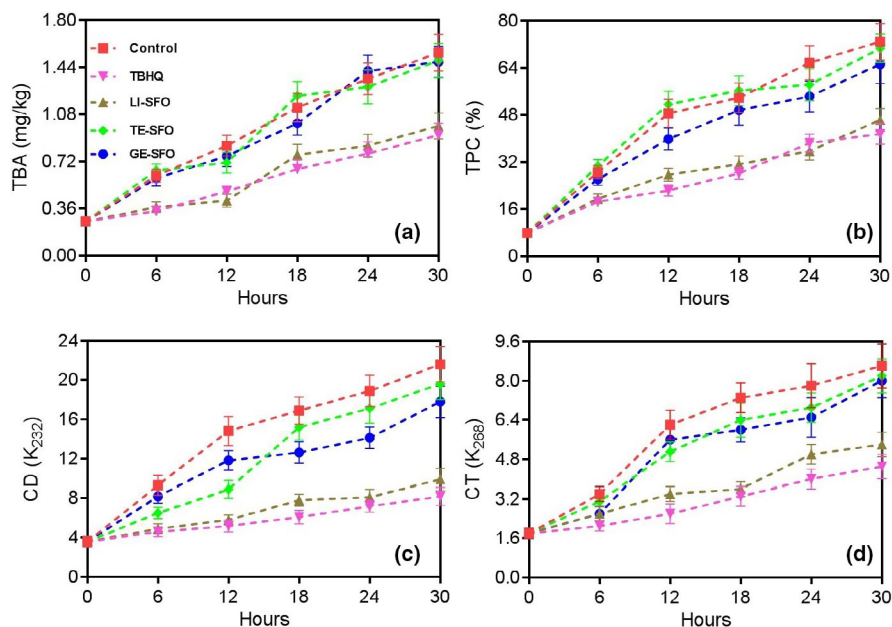 1.80
1.44
1.08
0.72
0.36
0.00
TBA (mg/kg)
Control
TBHQ
LI-SFO
TE-SFO
GE-SFO
(a)
0 6 12 18 24 30
Hours
80
64
48
32
16
0
TPC (%)
(b)
0 6 12 18 24 30
Hours
24
20
16
12
8
4
0
CD (K232)
(c)
0 6 12 18 24 30
Hours
9.6
8.0
6.4
4.8
3.2
1.6
0.0
CT (K268)
(d)
0 6 12 18 24 30
Hours